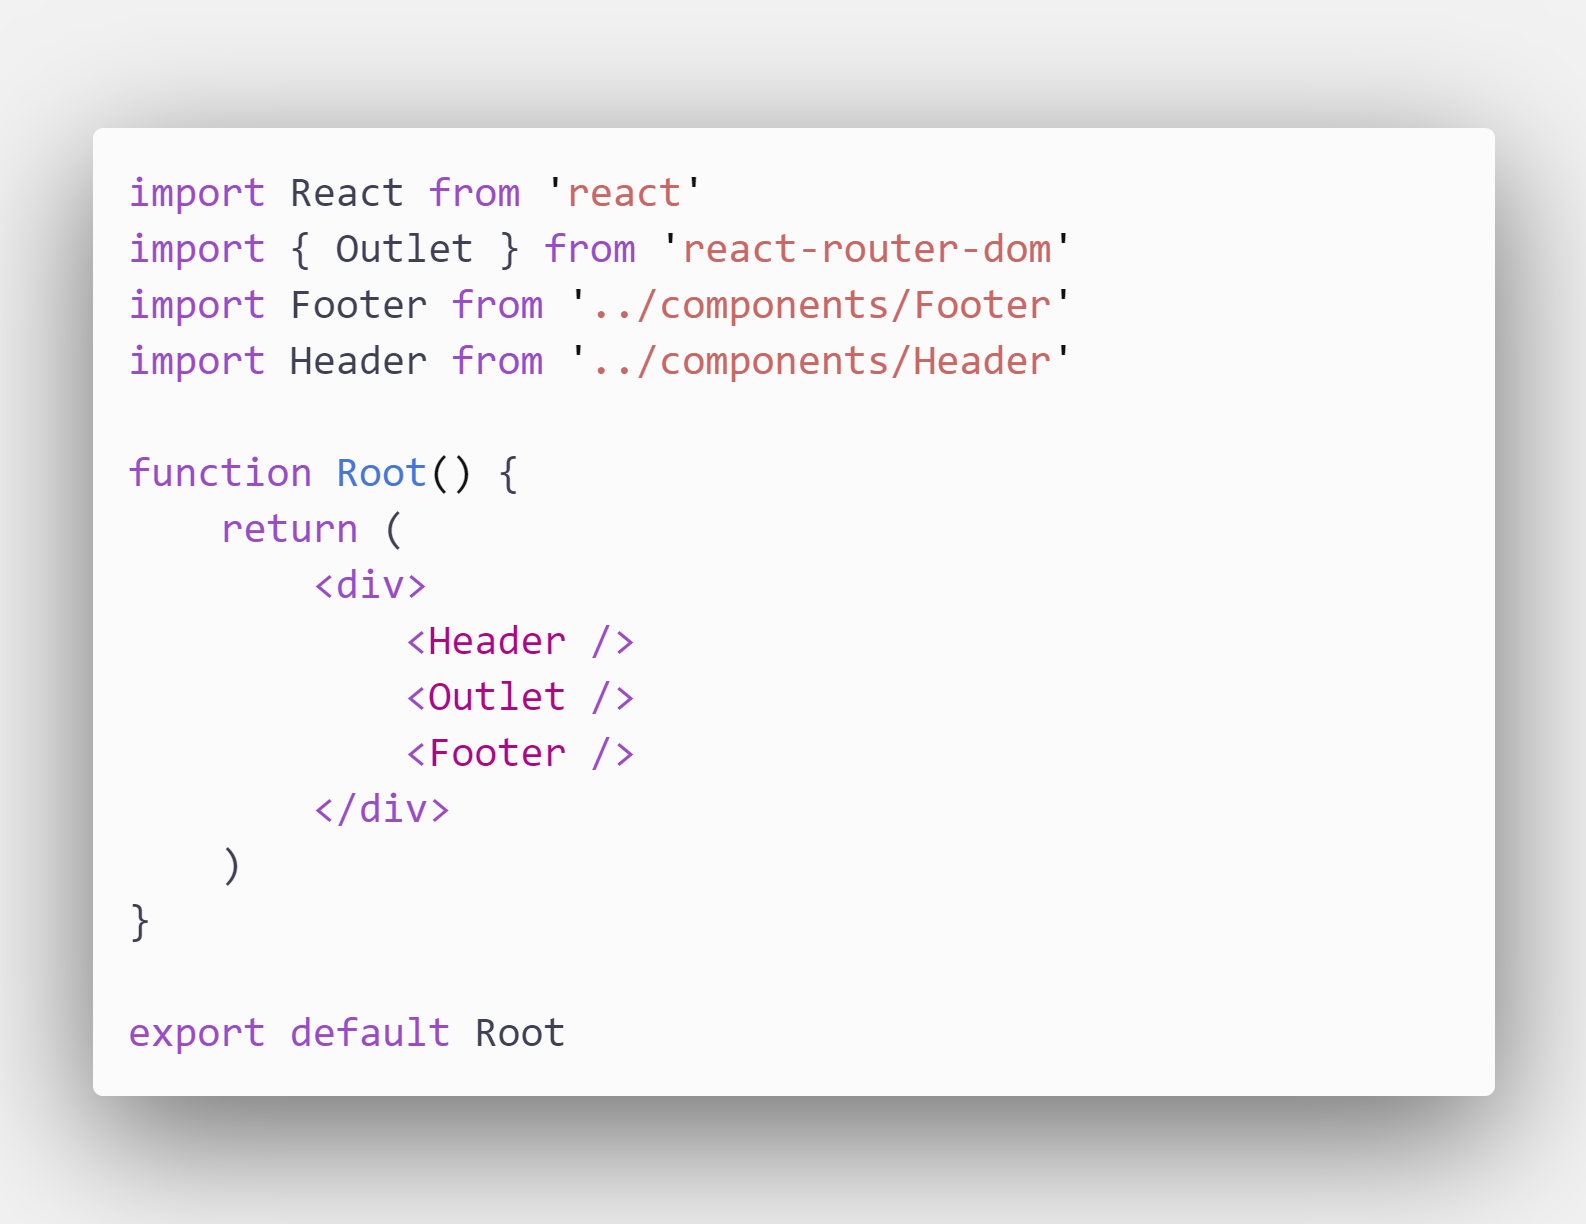 import React from 'react'
import { Outlet } from 'react-router-dom'
import Footer from '../components/Footer'
import Header from '../components/Header'

function Root() {
    return (
        <div>
            <Header />
            <Outlet />
            <Footer />
        </div>
    )
}

export default Root